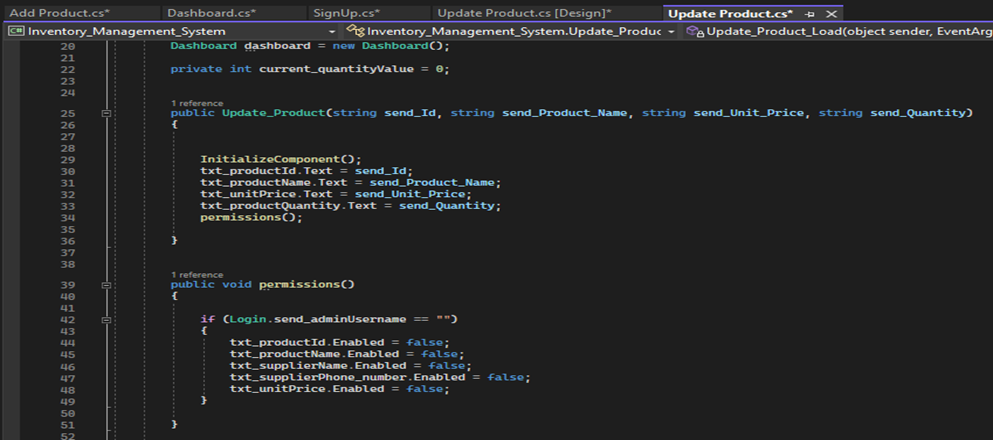 Add Product.cs* Dashboard.cs* SignUp.cs* Update Product.cs [Design]* Update Product.cs*
Inventory_Management_System Inventory_Management_System.Update_Produc Update_Product_Load(object sender, EventArg
20 Dashboard dashboard = new Dashboard();
21
22 private int current_quantityValue = 0;
23
24
1 reference
25 public Update_Product(string send_Id, string send_Product_Name, string send_Unit_Price, string send_Quantity)
26 {
27
28
29 InitializeComponent();
30 txt_productId.Text = send_Id;
31 txt_productName.Text = send_Product_Name;
32 txt_unitPrice.Text = send_Unit_Price;
33 txt_productQuantity.Text = send_Quantity;
34 permissions();
35
36 }
37
38
1 reference
39 public void permissions()
40 {
41
42 if (Login.send_adminUsername == "")
43 {
44 txt_productId.Enabled = false;
45 txt_productName.Enabled = false;
46 txt_supplierName.Enabled = false;
47 txt_supplierPhone_number.Enabled = false;
48 txt_unitPrice.Enabled = false;
49 }
50
51 }
52